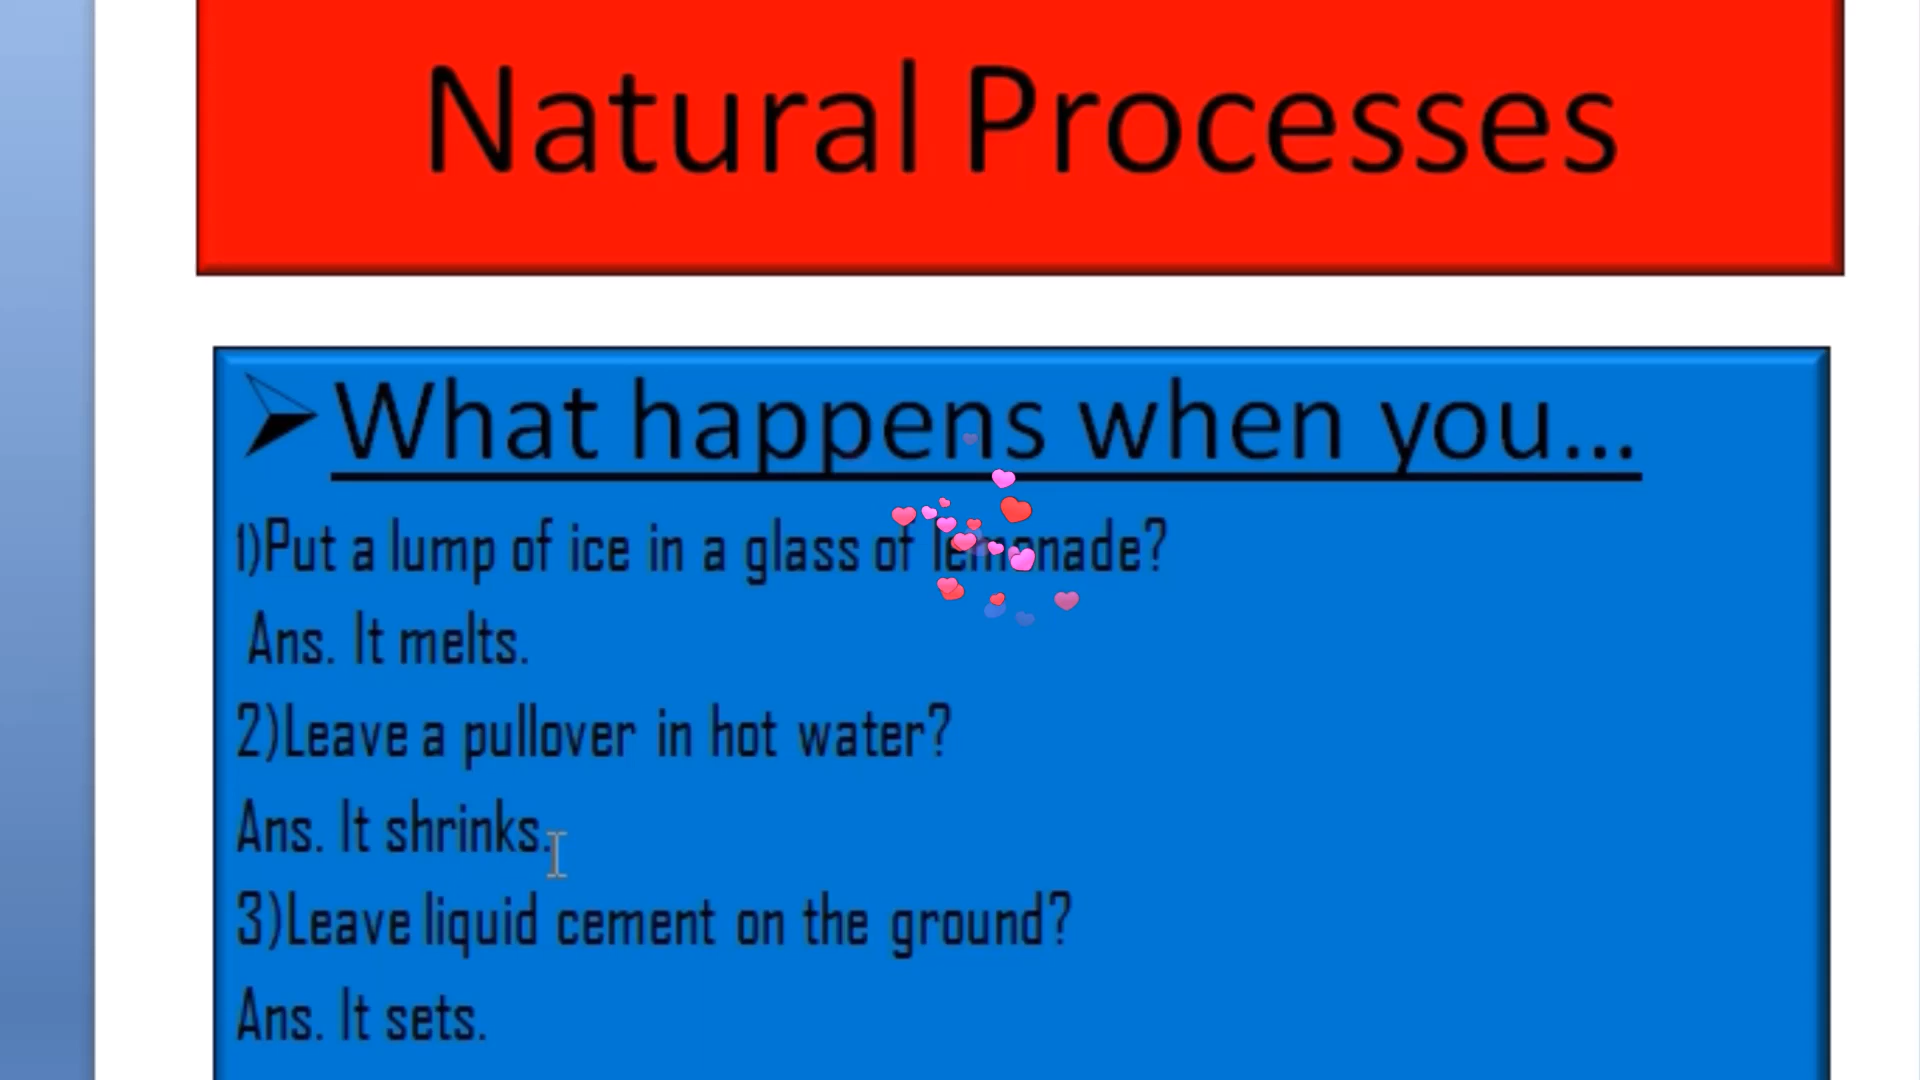 Natural Processes
What happens when you...
1)Put a lump of ice in a glass of lemonade?
Ans. It melts.
2)Leave a pullover in hot water?
Ans. It shrinks.
3)Leave liquid cement on the ground?
Ans. It sets.